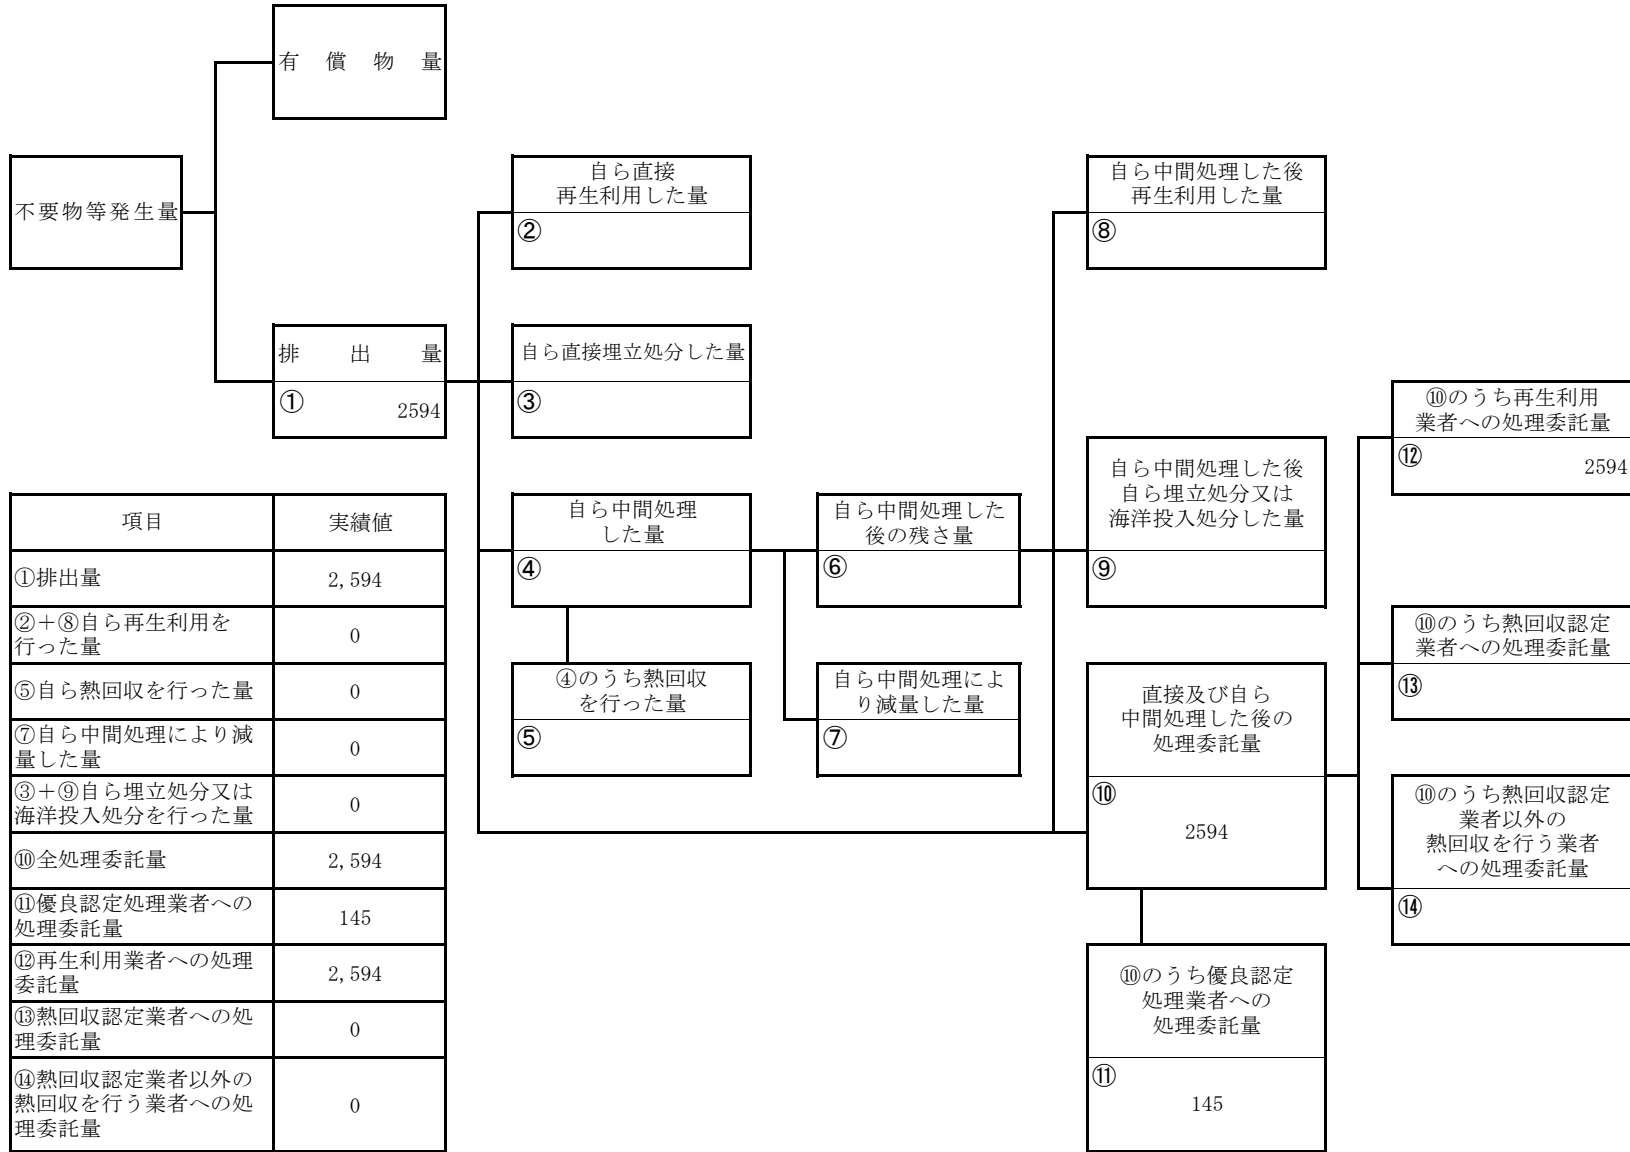 有償物量
不要物等発生量
排出量
①
2594
自ら直接
再生利用した量
②
自ら直接埋立処分した量
③
自ら中間処理
した量
④
④のうち熱回収
を行った量
⑤
自ら中間処理した
後の残さ量
⑥
自ら中間処理によ
り減量した量
⑦
自ら中間処理した後
再生利用した量
⑧
自ら中間処理した後
自ら埋立処分又は
海洋投入処分した量
⑨
直接及び自ら
中間処理した後の
処理委託量
⑩
2594
⑩のうち優良認定
処理業者への
処理委託量
⑪
145
⑩のうち再生利用
業者への処理委託量
⑫
2594
⑩のうち熱回収認定
業者への処理委託量
⑬
⑩のうち熱回収認定
業者以外の
熱回収を行う業者
への処理委託量
⑭
項目 実績値
①排出量 2,594
②+⑧自ら再生利用を
行った量 0
⑤自ら熱回収を行った量 0
⑦自ら中間処理により減
量した量 0
③+⑨自ら埋立処分又は
海洋投入処分を行った量 0
⑩全処理委託量 2,594
⑪優良認定処理業者への
処理委託量 145
⑫再生利用業者への処理
委託量 2,594
⑬熱回収認定業者への処
理委託量 0
⑭熱回収認定業者以外の
熱回収を行う業者への処
理委託量 0